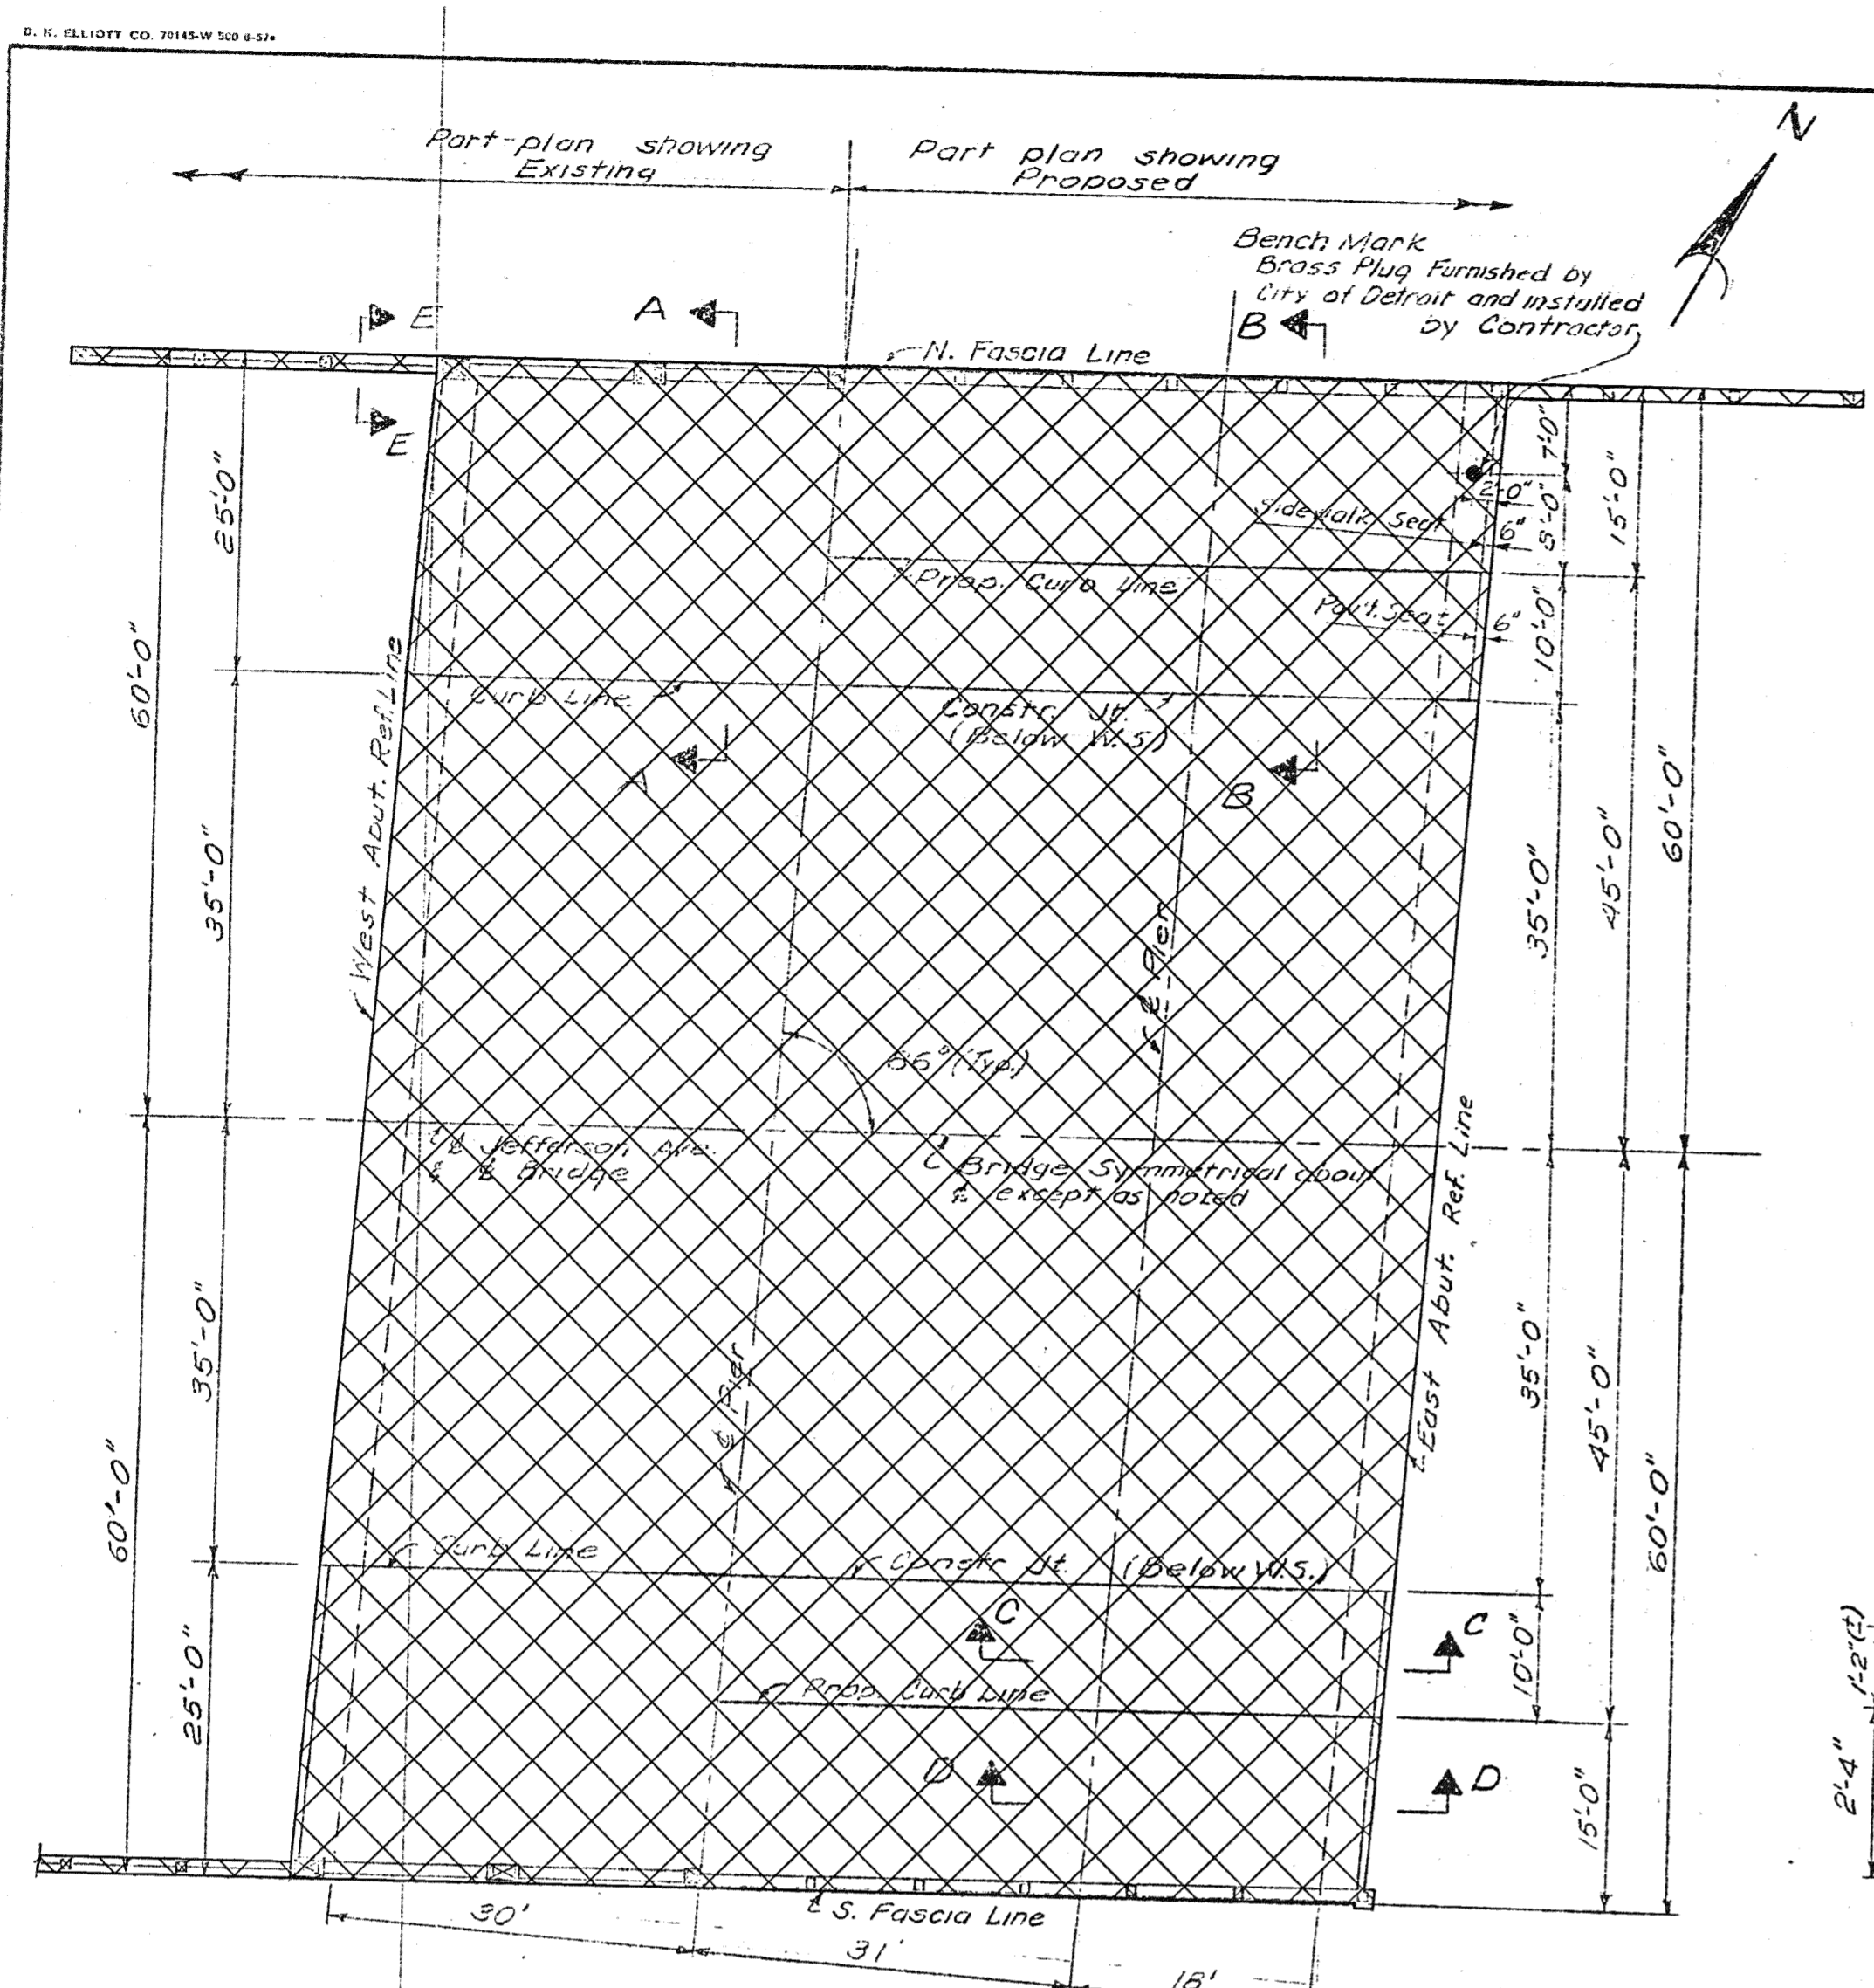 D. H. ELLIOTT CO. 70145-W 500 6-57
N
Part-plan showing
Existing
Part plan showing
Proposed
Bench Mark
Brass Plug Furnished by
City of Detroit and installed
by Contractor
E
A
B
N. Fascia Line
E
25'-0"
60'-0"
35'-0"
7'-0"
2'-0"
8'-0"
15'-0"
Sidewalk Seat
6"
Prop. Curb Line
Pav't. Seat
6"
10'-0"
Curb Line
Constr. Jt.
(Below W.S.)
A
B
West Abut. Ref. Line
35'-0"
45'-0"
60'-0"
℄ Pier
86° (Typ.)
℄ Jefferson Ave.
& ℄ Bridge
Bridge Symmetrical about
℄ except as noted
East Abut. Ref. Line
35'-0"
60'-0"
35'-0"
45'-0"
60'-0"
℄ Pier
Curb Line
Constr. Jt. (Below W.S.)
C
C
10'-0"
25'-0"
Prop. Curb Line
D
D
15'-0"
1'-2"(±)
2'-4"
S. Fascia Line
30'
31'
18'